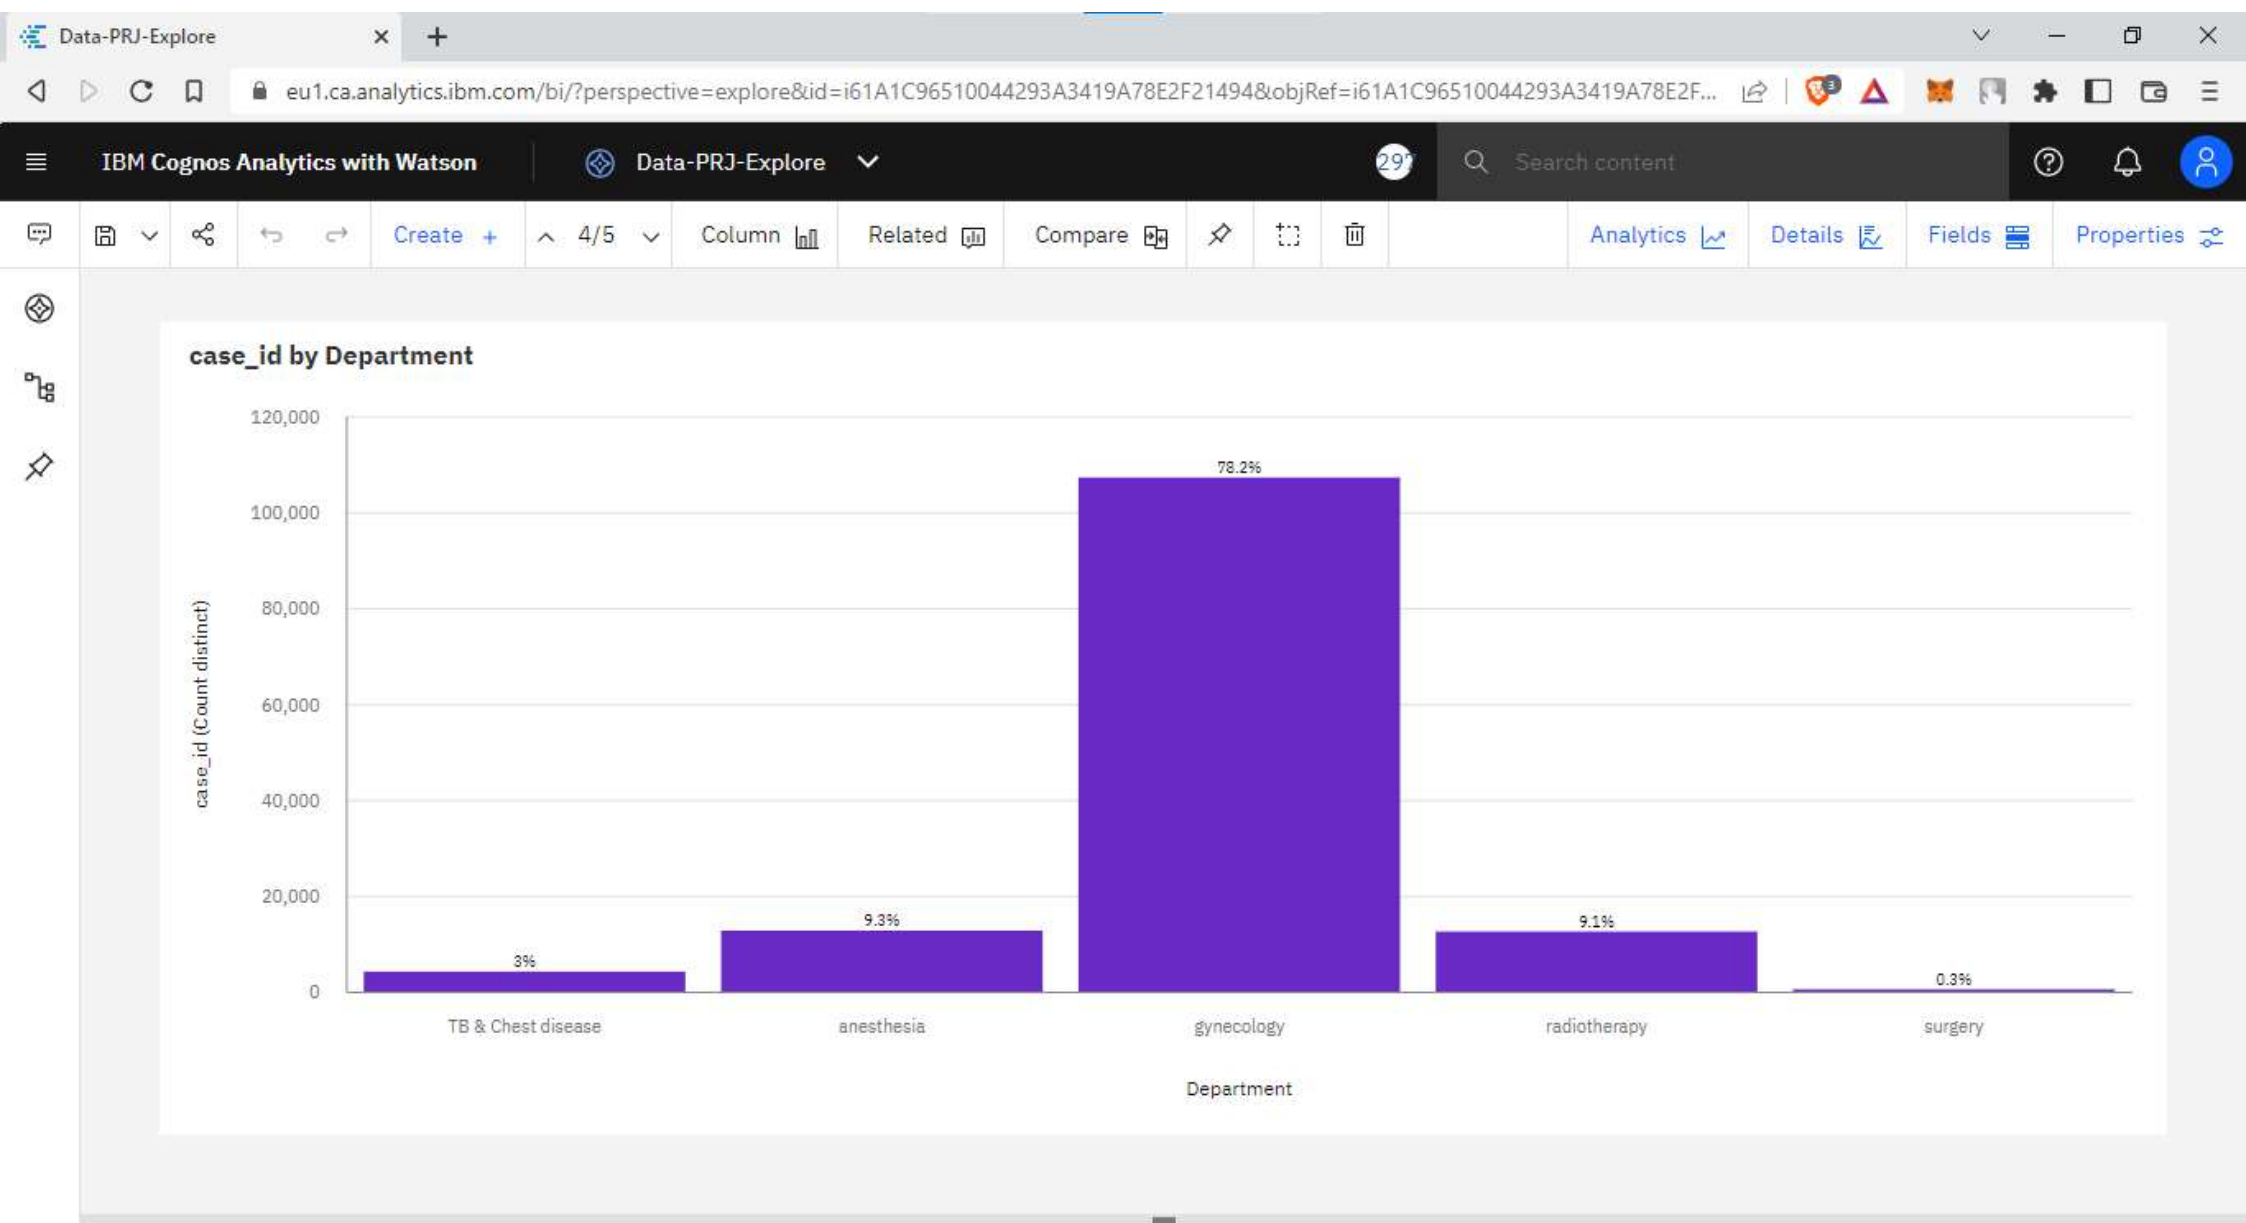 Data-PRJ-Explore
eu1.ca.analytics.ibm.com/bi/?perspective=explore&id=i61A1C96510044293A3419A78E2F21494&objRef=i61A1C96510044293A3419A78E2F...
3
IBM Cognos Analytics with Watson
Data-PRJ-Explore
297
Search content
Create +
4/5
Column
Related
Compare
Analytics
Details
Fields
Properties
case_id by Department
120,000
100,000
80,000
60,000
40,000
20,000
0
case_id (Count distinct)
3%
9.3%
78.2%
9.1%
0.3%
TB & Chest disease
anesthesia
gynecology
radiotherapy
surgery
Department